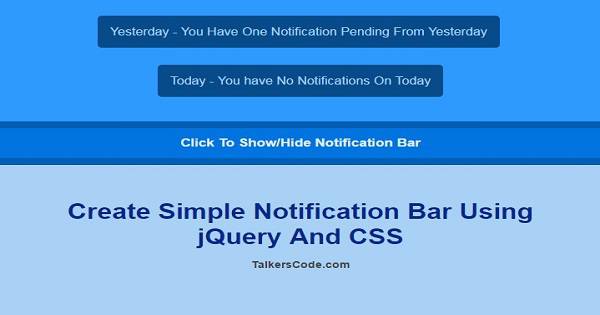 Yesterday - You Have One Notification Pending From Yesterday
Today - You have No Notifications On Today
Click To Show/Hide Notification Bar
Create Simple Notification Bar Using
jQuery And CSS
TalkersCode.com